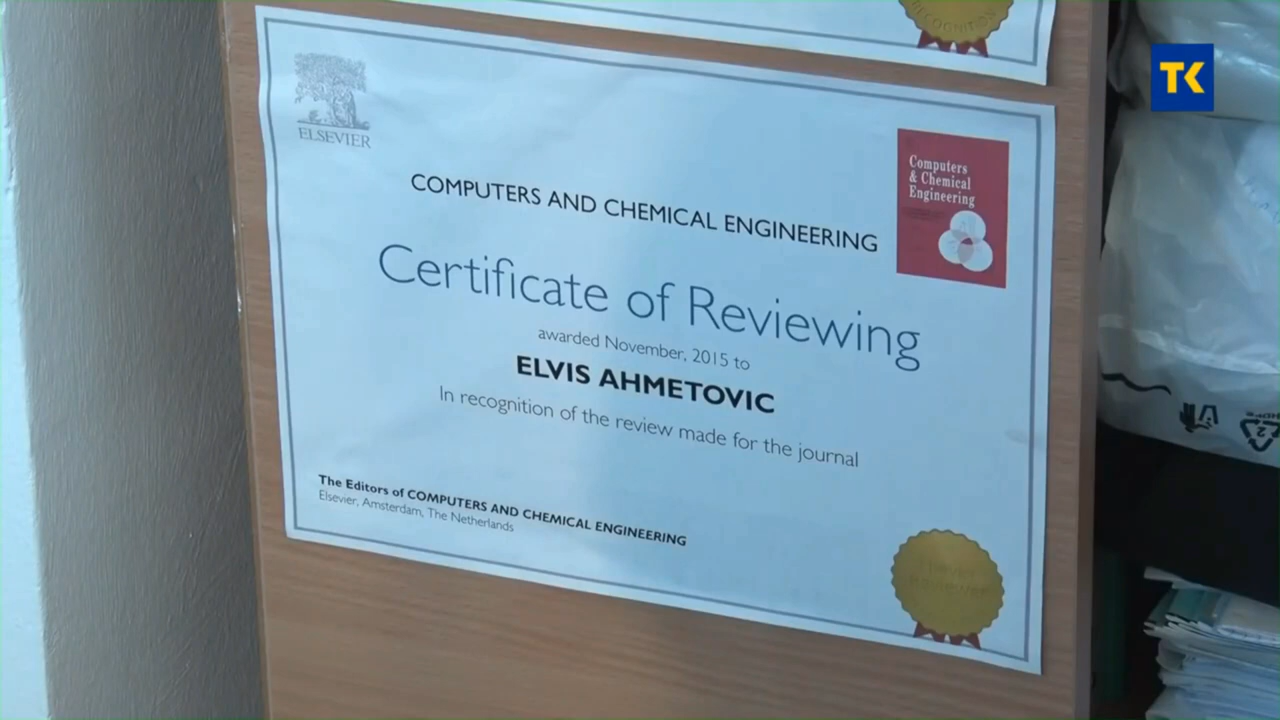 RECOGNITION
TK
ELSEVIER
Computers
& Chemical
Engineering
COMPUTERS AND CHEMICAL ENGINEERING
Certificate of Reviewing
awarded November, 2015 to
ELVIS AHMETOVIC
In recognition of the review made for the journal
The Editors of COMPUTERS AND CHEMICAL ENGINEERING
Elsevier, Amsterdam, The Netherlands